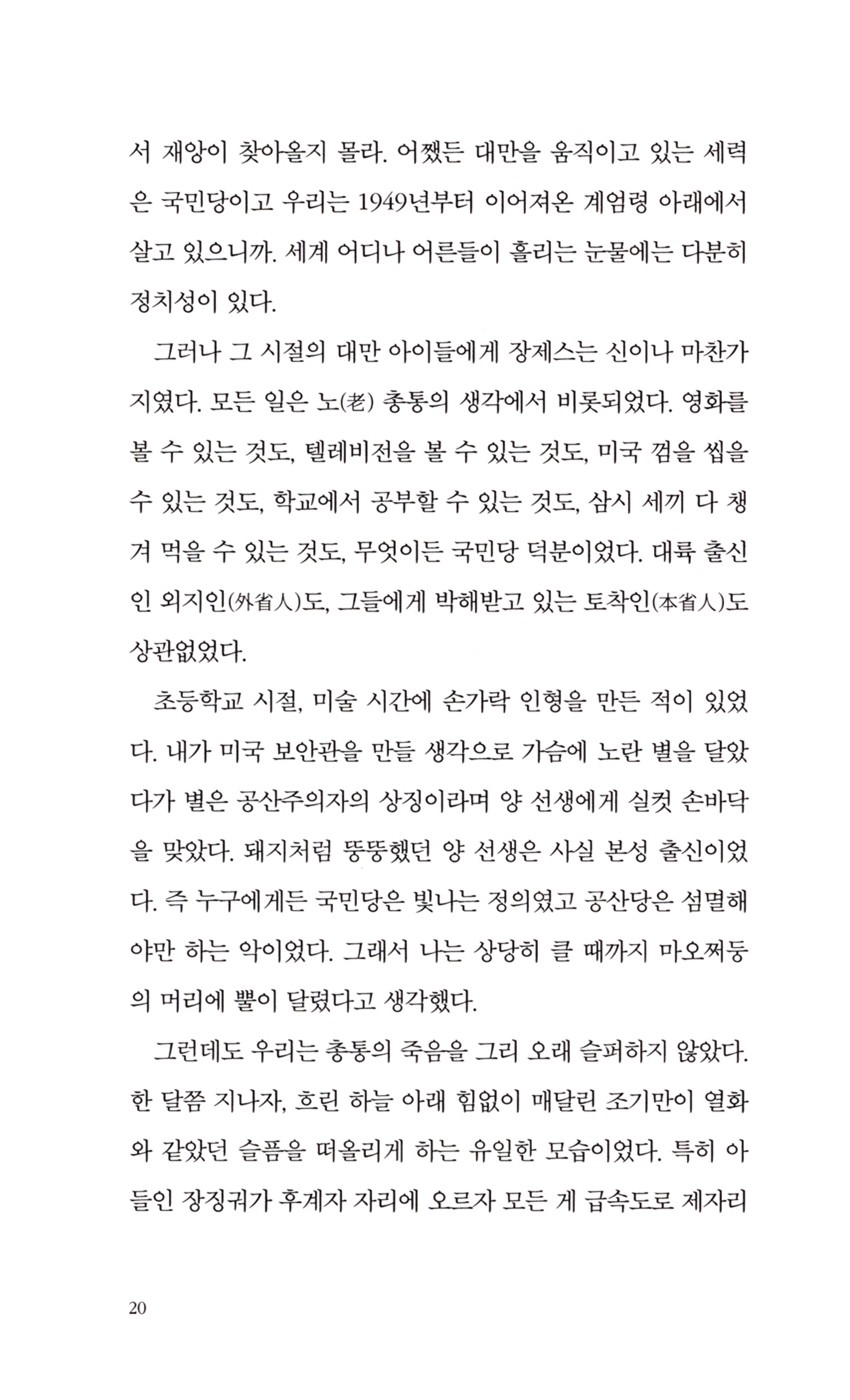 서 재앙이 찾아올지 몰라. 어쨌든 대만을 움직이고 있는 세력
은 국민당이고 우리는 1949년부터 이어져온 계엄령 아래에서
살고 있으니까. 세계 어디나 어른들이 흘리는 눈물에는 다분히
정치성이 있다.
그러나 그 시절의 대만 아이들에게 장제스는 신이나 마찬가
지였다. 모든 일은 노(老) 총통의 생각에서 비롯되었다. 영화를
볼 수 있는 것도, 텔레비전을 볼 수 있는 것도, 미국 껌을 씹을
수 있는 것도, 학교에서 공부할 수 있는 것도, 삼시 세끼 다 챙
겨 먹을 수 있는 것도, 무엇이든 국민당 덕분이었다. 대륙 출신
인 외지인(外省人)도, 그들에게 박해받고 있는 토착인(本省人)도
상관없었다.
초등학교 시절, 미술 시간에 손가락 인형을 만든 적이 있었
다. 내가 미국 보안관을 만들 생각으로 가슴에 노란 별을 달았
다가 별은 공산주의자의 상징이라며 양 선생에게 실컷 손바닥
을 맞았다. 돼지처럼 뚱뚱했던 양 선생은 사실 본성 출신이었
다. 즉 누구에게든 국민당은 빛나는 정의였고 공산당은 섬멸해
야만 하는 악이었다. 그래서 나는 상당히 클 때까지 마오쩌둥
의 머리에 뿔이 달렸다고 생각했다.
그런데도 우리는 총통의 죽음을 그리 오래 슬퍼하지 않았다.
한 달쯤 지나자, 흐린 하늘 아래 힘없이 매달린 조기만이 열화
와 같았던 슬픔을 떠올리게 하는 유일한 모습이었다. 특히 아
들인 장징궈가 후계자 자리에 오르자 모든 게 급속도로 제자리
20